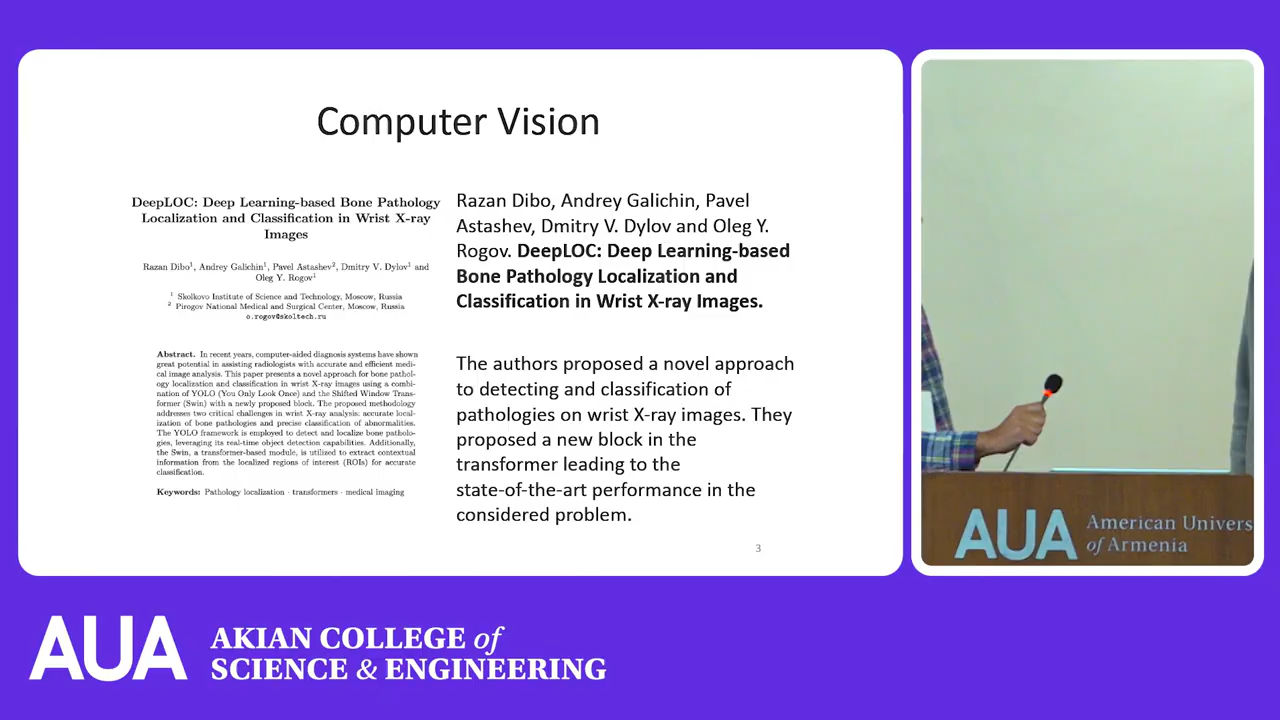 Computer Vision
DeepLOC: Deep Learning-based Bone Pathology
Localization and Classification in Wrist X-ray
Images
Razan Dibo1, Andrey Galichin1, Pavel Astashev2, Dmitry V. Dylov1 and
Oleg Y. Rogov1
1 Skolkovo Institute of Science and Technology, Moscow, Russia
2 Pirogov National Medical and Surgical Center, Moscow, Russia
o.rogov@skoltech.ru
Abstract. In recent years, computer-aided diagnosis systems have shown
great potential in assisting radiologists with accurate and efficient medi-
cal image analysis. This paper presents a novel approach for bone pathol-
ogy localization and classification in wrist X-ray images using a combi-
nation of YOLO (You Only Look Once) and the Shifted Window Trans-
former (Swin) with a newly proposed block. The proposed methodology
addresses two critical challenges in wrist X-ray analysis: accurate local-
ization of bone pathologies and precise classification of abnormalities.
The YOLO framework is employed to detect and localize bone patholo-
gies, leveraging its real-time object detection capabilities. Additionally,
the Swin, a transformer-based module, is utilized to extract contextual
information from the localized regions of interest (ROIs) for accurate
classification.
Keywords: Pathology localization · transformers · medical imaging
Razan Dibo, Andrey Galichin, Pavel
Astashev, Dmitry V. Dylov and Oleg Y.
Rogov. DeepLOC: Deep Learning-based
Bone Pathology Localization and
Classification in Wrist X-ray Images.
The authors proposed a novel approach
to detecting and classification of
pathologies on wrist X-ray images. They
proposed a new block in the
transformer leading to the
state-of-the-art performance in the
considered problem.
3
AUA American Univers
of Armenia
AUA AKIAN COLLEGE of
SCIENCE & ENGINEERING